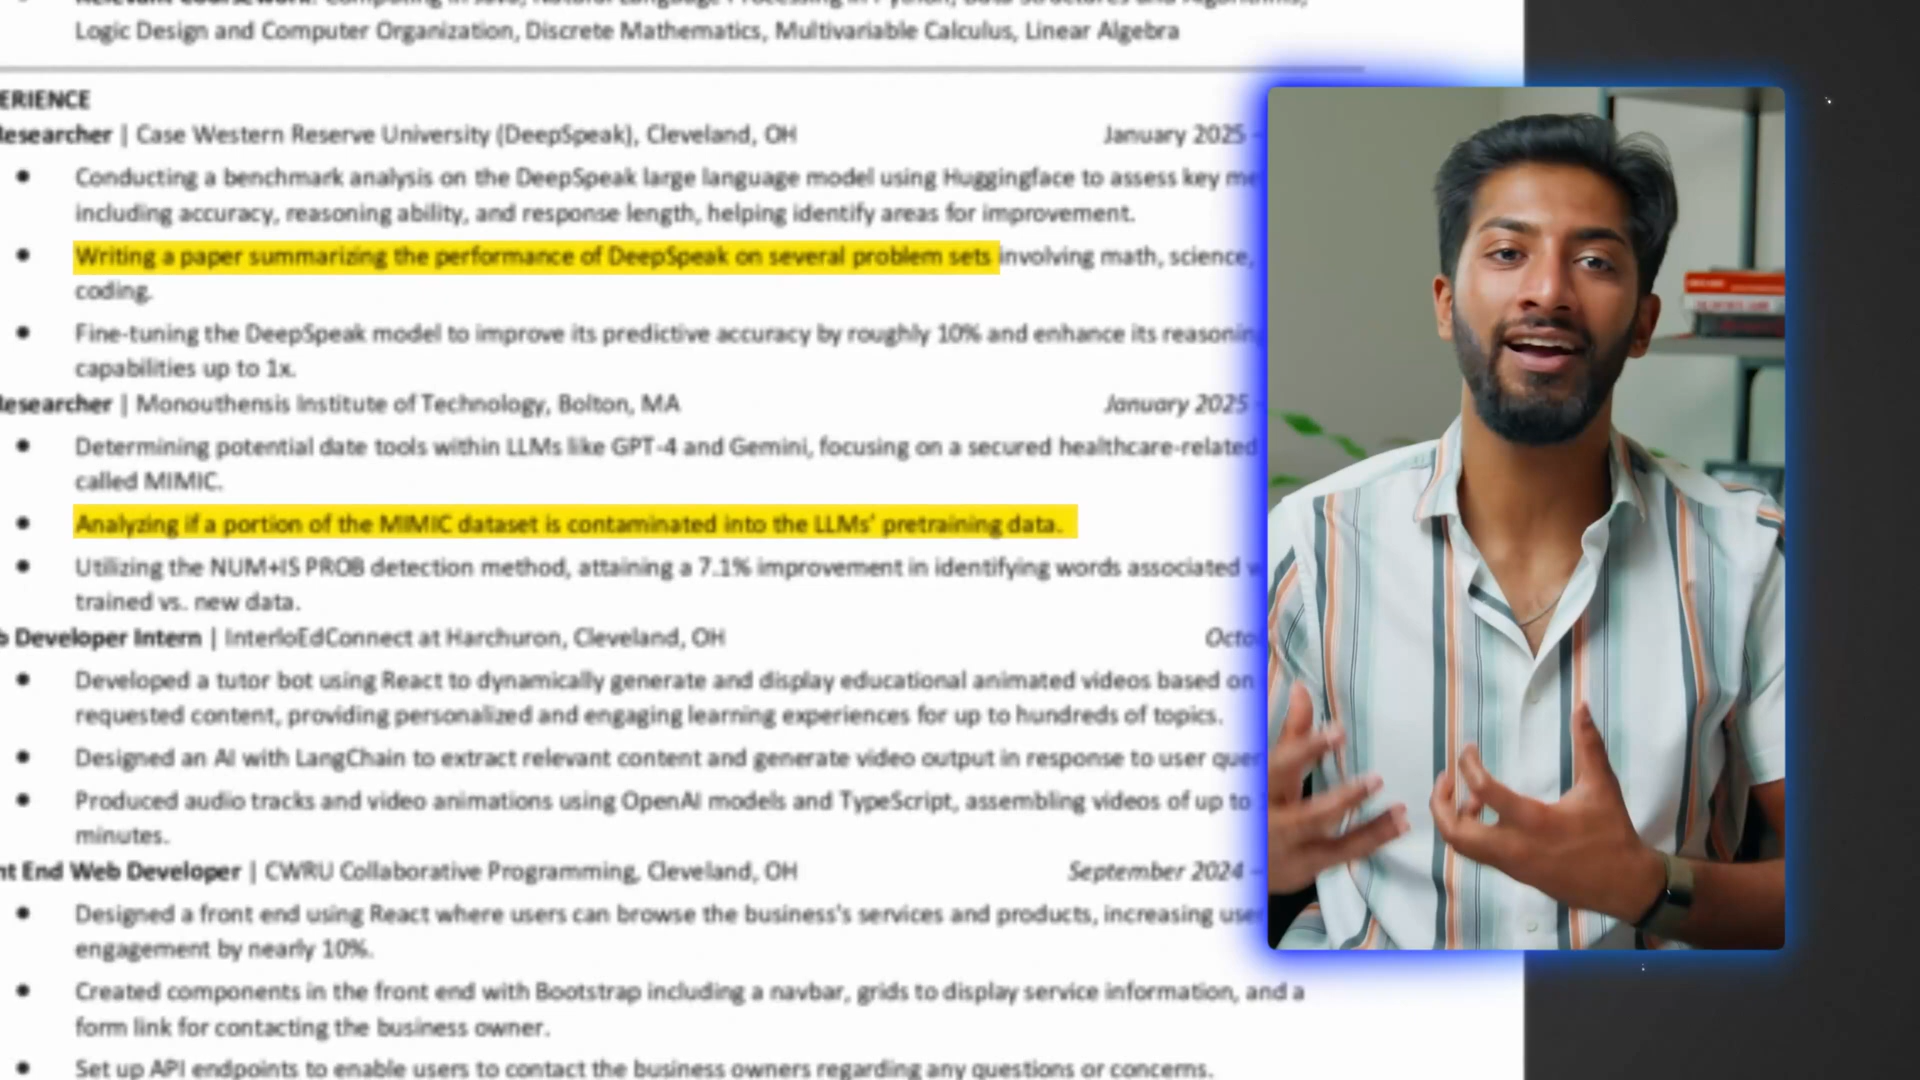 Logic Design and Computer Organization, Discrete Mathematics, Multivariable Calculus, Linear Algebra
ERIENCE
Researcher | Case Western Reserve University (DeepSpeak), Cleveland, OH January 2025 –
• Conducting a benchmark analysis on the DeepSpeak large language model using Huggingface to assess key me
including accuracy, reasoning ability, and response length, helping identify areas for improvement.
• Writing a paper summarizing the performance of DeepSpeak on several problem sets involving math, science,
coding.
• Fine-tuning the DeepSpeak model to improve its predictive accuracy by roughly 10% and enhance its reasoning
capabilities up to 1x.
Researcher | Monouthensis Institute of Technology, Bolton, MA January 2025 -
• Determining potential date tools within LLMs like GPT-4 and Gemini, focusing on a secured healthcare-related
called MIMIC.
• Analyzing if a portion of the MIMIC dataset is contaminated into the LLMs' pretraining data.
• Utilizing the NUM+IS PROB detection method, attaining a 7.1% improvement in identifying words associated
trained vs. new data.
b Developer Intern | InterloEdConnect at Harchuron, Cleveland, OH Octo
• Developed a tutor bot using React to dynamically generate and display educational animated videos based on
requested content, providing personalized and engaging learning experiences for up to hundreds of topics.
• Designed an AI with LangChain to extract relevant content and generate video output in response to user quer
• Produced audio tracks and video animations using OpenAI models and TypeScript, assembling videos of up to
minutes.
nt End Web Developer | CWRU Collaborative Programming, Cleveland, OH September 2024 –
• Designed a front end using React where users can browse the business's services and products, increasing user
engagement by nearly 10%.
• Created components in the front end with Bootstrap including a navbar, grids to display service information, and a
form link for contacting the business owner.
• Set up API endpoints to enable users to contact the business owners regarding any questions or concerns.